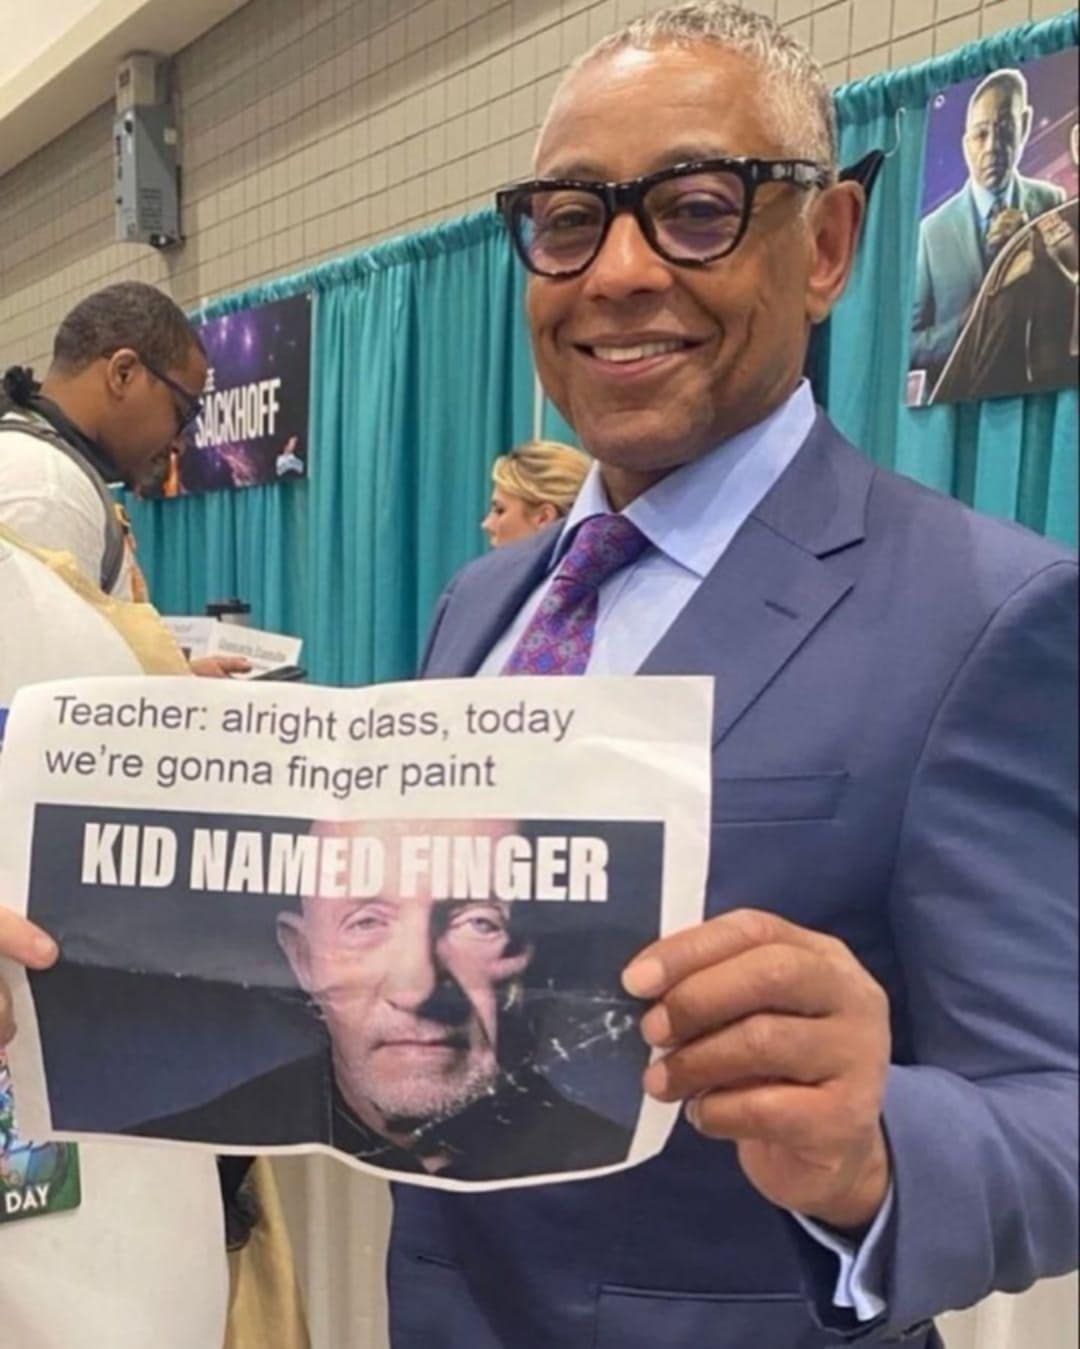 SACKHOFF
Teacher: alright class, today
we're gonna finger paint
KID NAMED FINGER
DAY